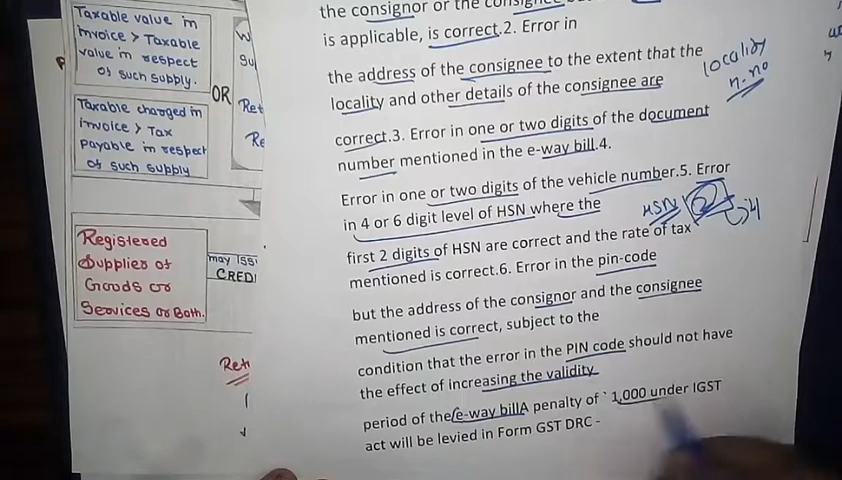 Taxable value in
invoice > Taxable
value in respect
of such supply.
Taxable charged in
invoice > Tax
payable in respect
of such supply
OR
W
Su
Ret
Re
Registered
Supplies of
Goods or
Services or Both.
may Iss
CREDI
Ret
the consignor or the
is applicable, is correct.2. Error in
the address of the consignee to the extent that the
locality and other details of the consignee are
correct.3. Error in one or two digits of the document
number mentioned in the e-way bill.4.
Error in one or two digits of the vehicle number.5. Error
in 4 or 6 digit level of HSN where the
first 2 digits of HSN are correct and the rate of tax
mentioned is correct.6. Error in the pin-code
but the address of the consignor and the consignee
mentioned is correct, subject to the
condition that the error in the PIN code should not have
the effect of increasing the validity
period of the e-way billA penalty of ` 1,000 under IGST
act will be levied in Form GST DRC -
locality
HSN
2